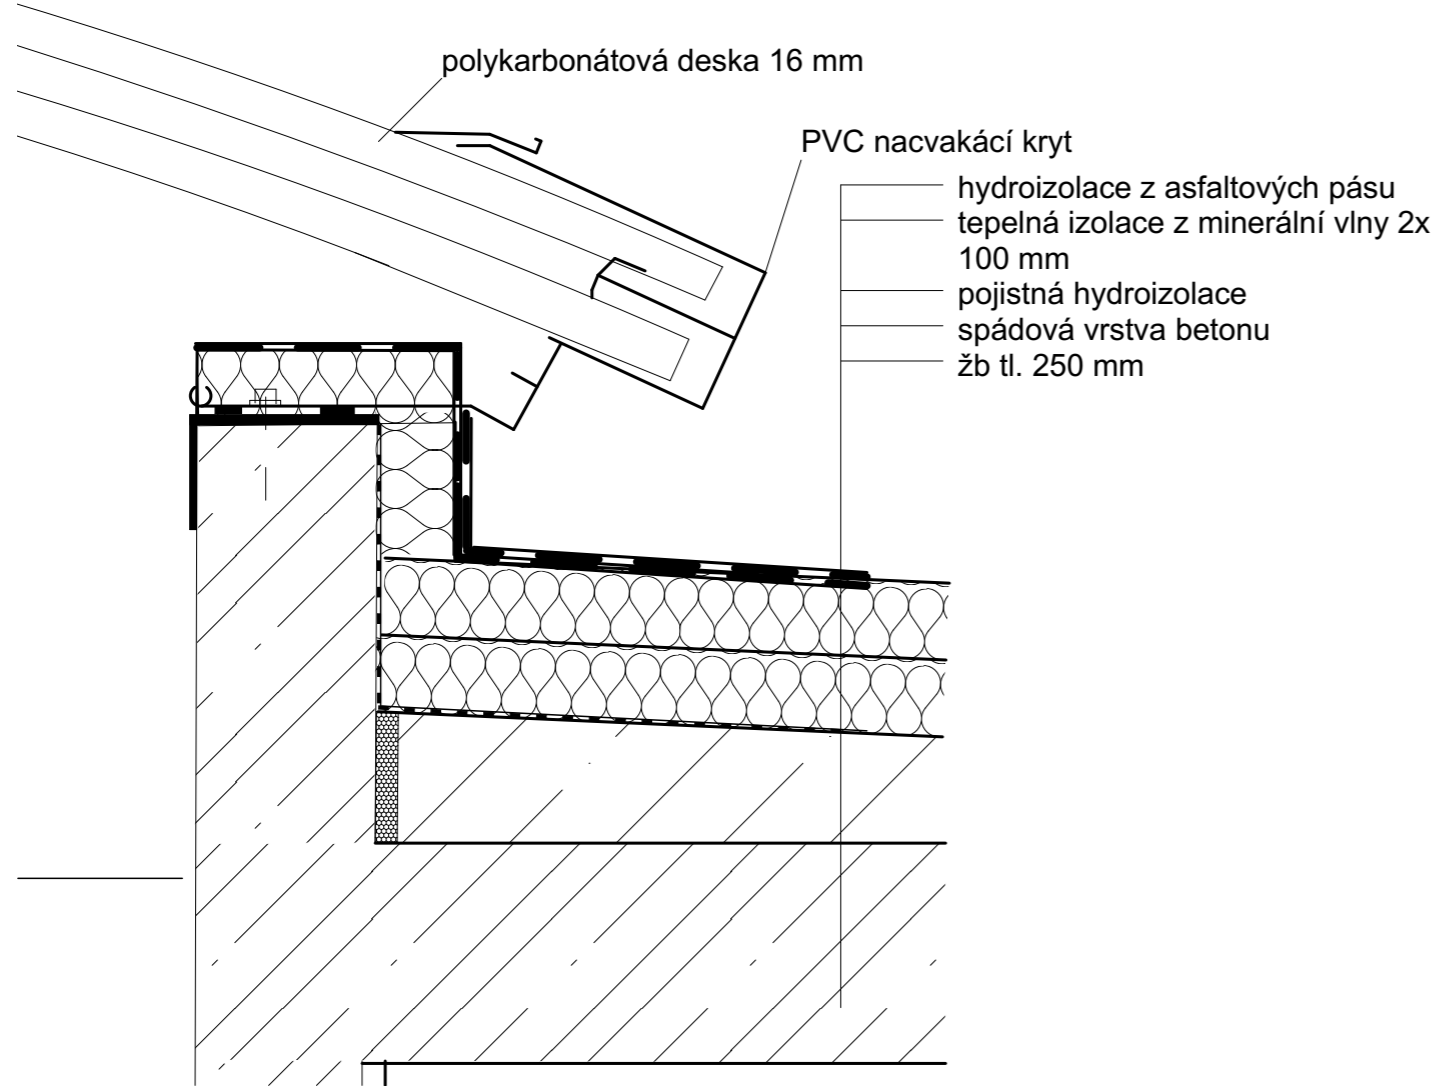 polykarbonátová deska 16 mm
PVC nacvakácí kryt
hydroizolace z asfaltových pásu
tepelná izolace z minerální vlny 2x
100 mm
pojistná hydroizolace
spádová vrstva betonu
žb tl. 250 mm